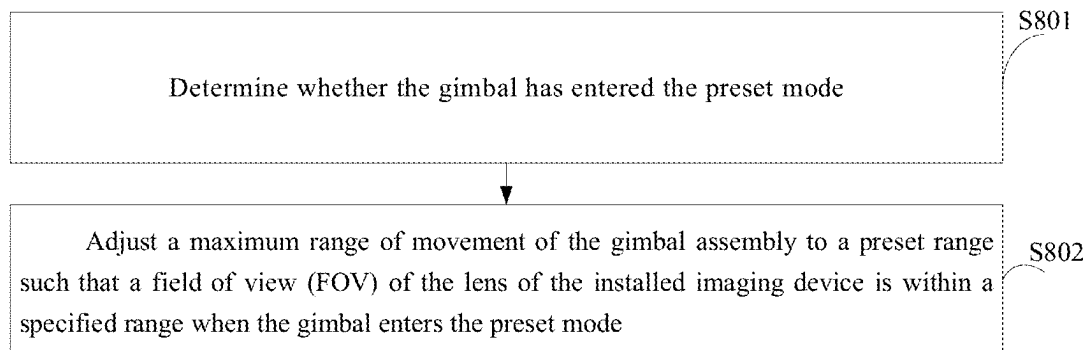 S801
Determine whether the gimbal has entered the preset mode
Adjust a maximum range of movement of the gimbal assembly to a preset range
such that a field of view (FOV) of the lens of the installed imaging device is within a
specified range when the gimbal enters the preset mode
S802